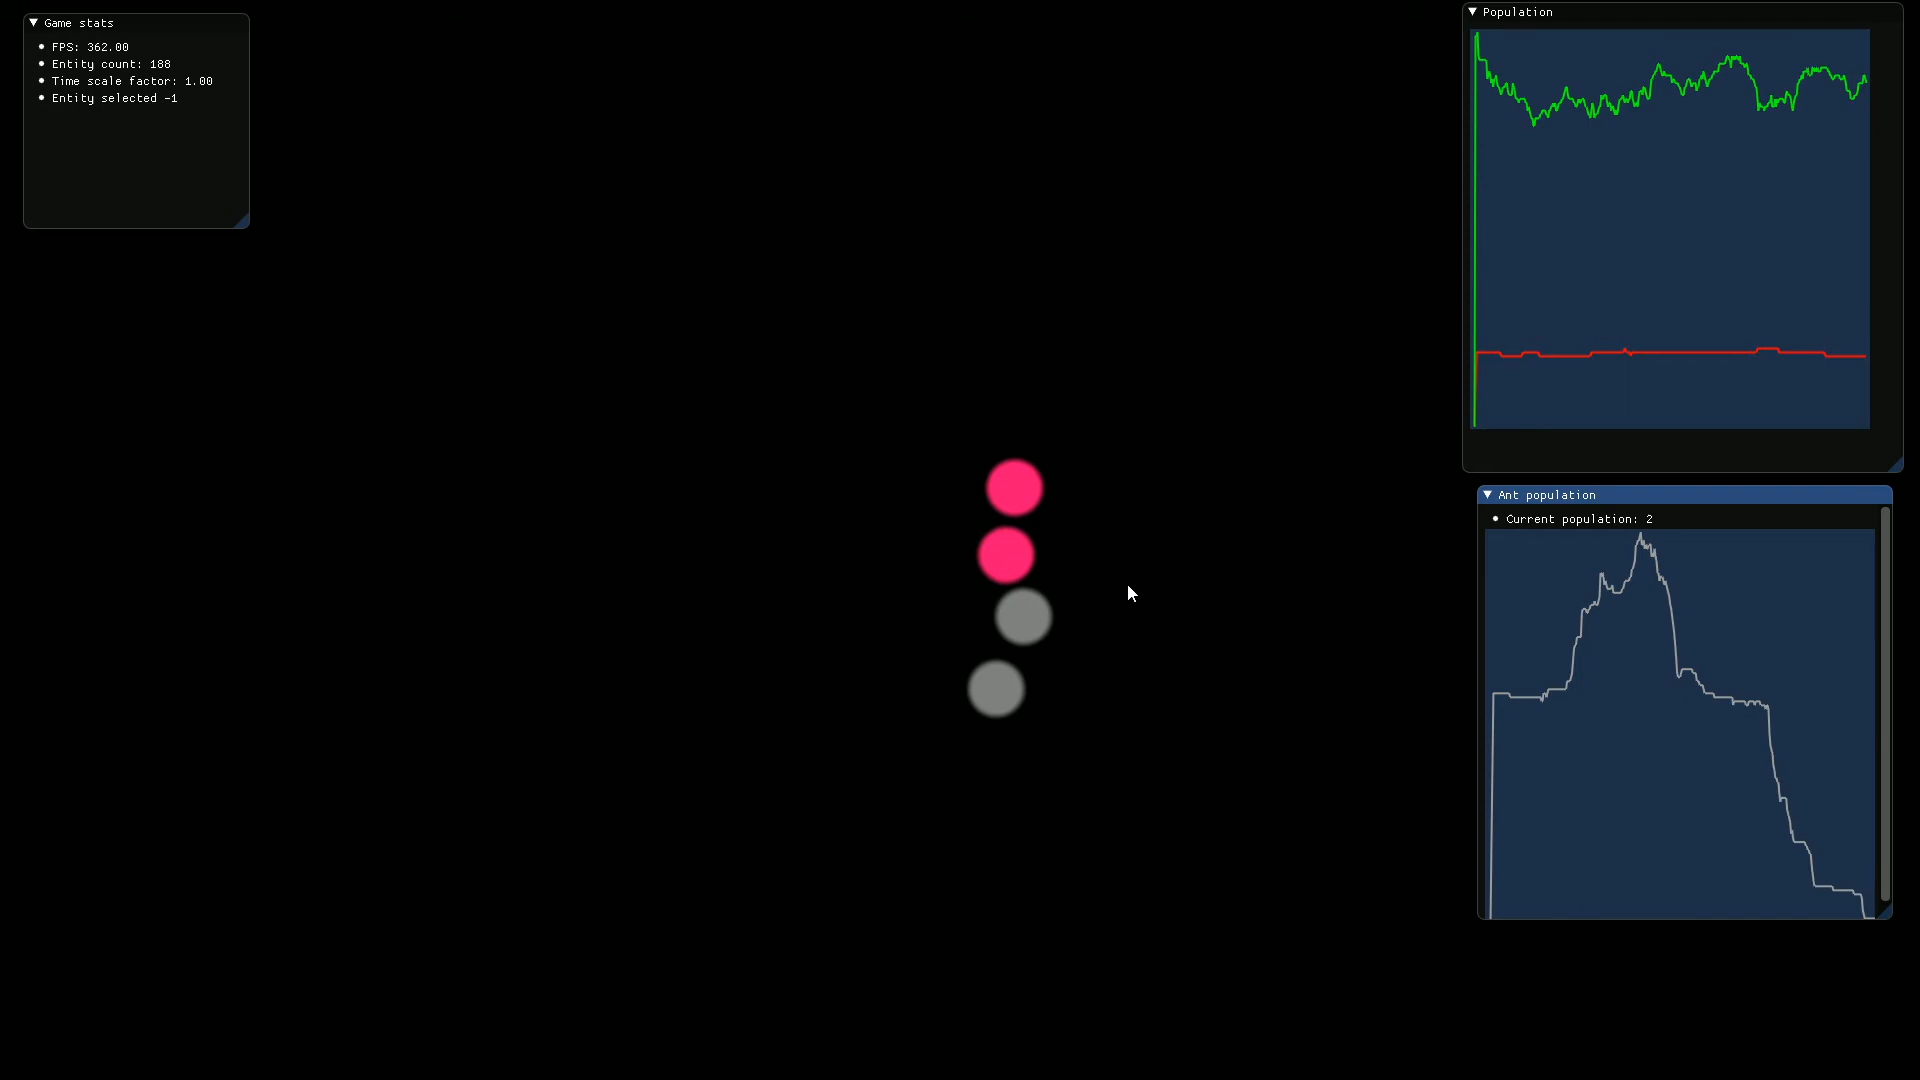 Game stats
FPS: 362.00
Entity count: 188
Time scale factor: 1.00
Entity selected -1
Population
Ant population
Current population: 2